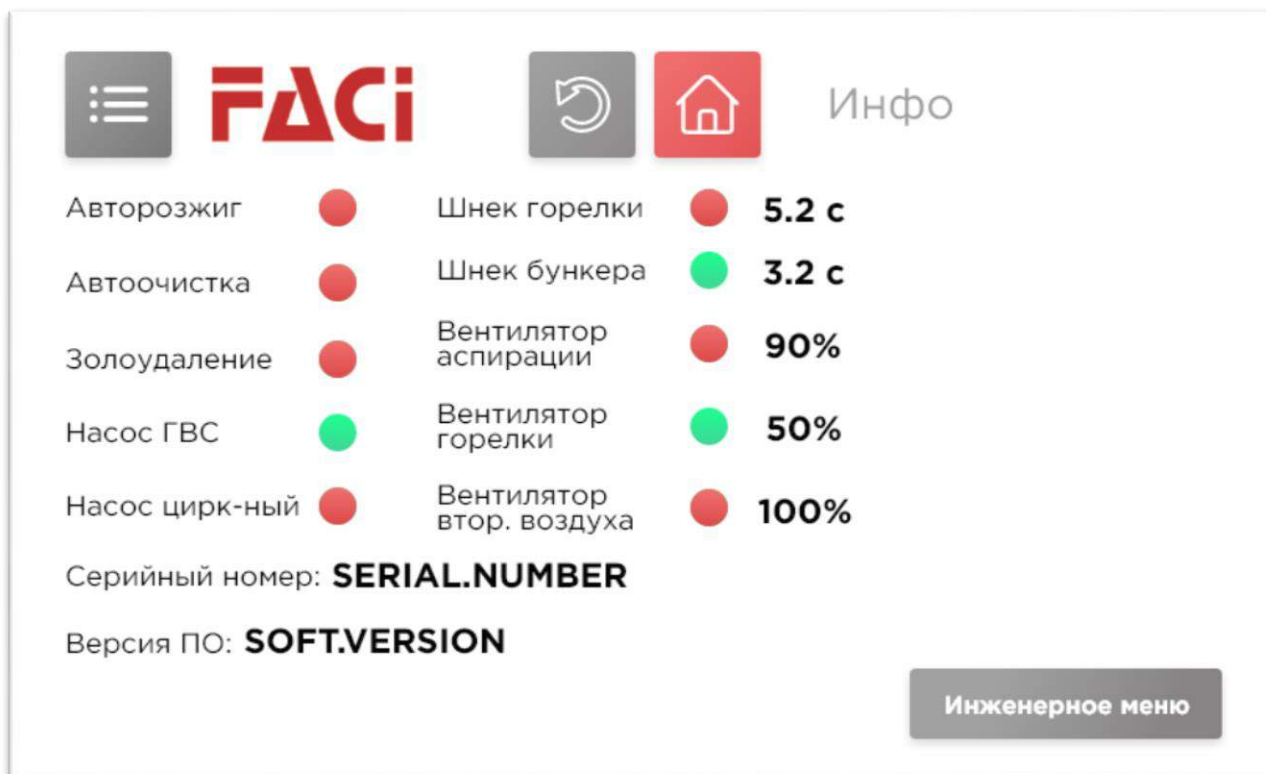 FACi
Инфо
Авторозжиг
Шнек горелки
5.2 с
Автоочистка
Шнек бункера
3.2 с
Золоудаление
Вентилятор
аспирации
90%
Насос ГВС
Вентилятор
горелки
50%
Насос цирк-ный
Вентилятор
втор. воздуха
100%
Серийный номер: SERIAL.NUMBER
Версия ПО: SOFT.VERSION
Инженерное меню